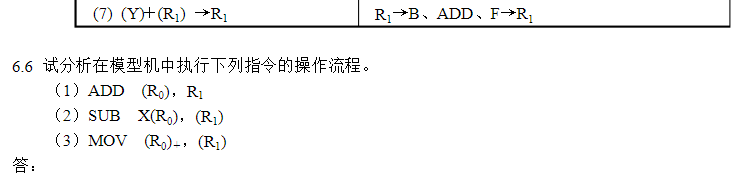 (7) (Y)+(R₁) →R₁ R₁→B、ADD、F→R₁
6.6 试分析在模型机中执行下列指令的操作流程。
（1）ADD (R₀)，R₁
（2）SUB X(R₀)，(R₁)
（3）MOV (R₀)₊，(R₁)
答：